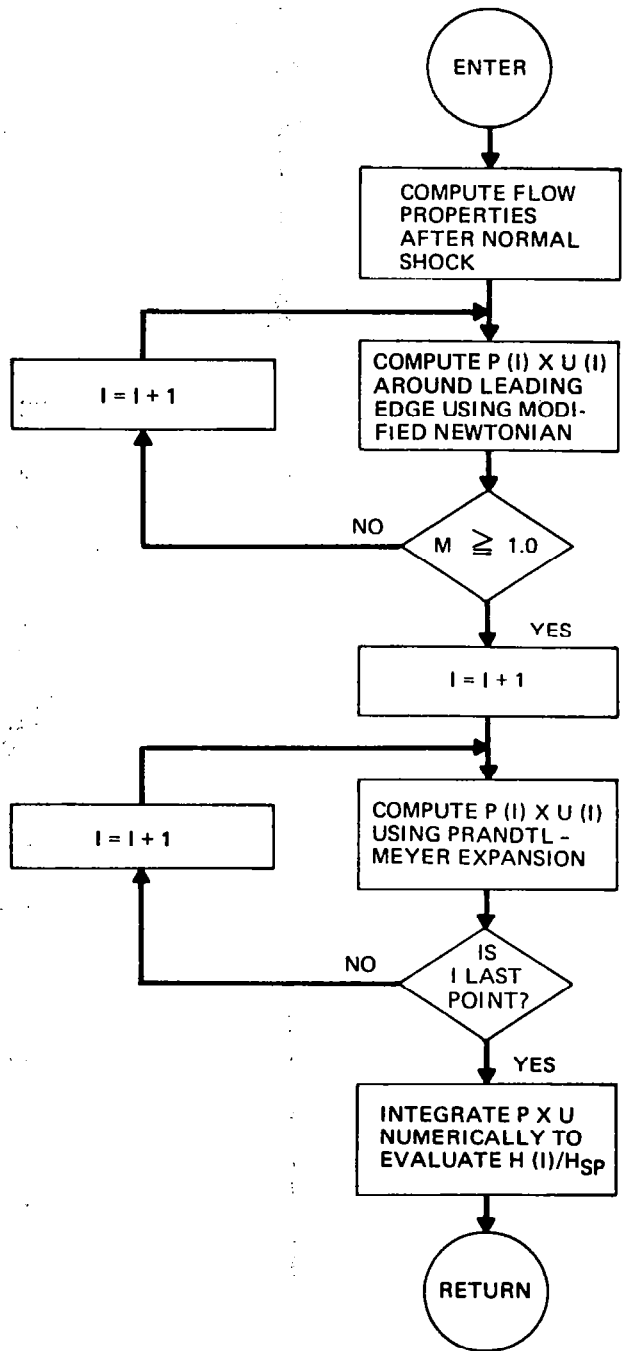 ENTER
COMPUTE FLOW
PROPERTIES
AFTER NORMAL
SHOCK
COMPUTE P (I) X U (I)
AROUND LEADING
EDGE USING MODI-
FIED NEWTONIAN
I = I + 1
NO
M ≧ 1.0
YES
I = I + 1
COMPUTE P (I) X U (I)
USING PRANDTL -
MEYER EXPANSION
I = I + 1
NO
IS
I LAST
POINT?
YES
INTEGRATE P X U
NUMERICALLY TO
EVALUATE H (I)/HSP
RETURN